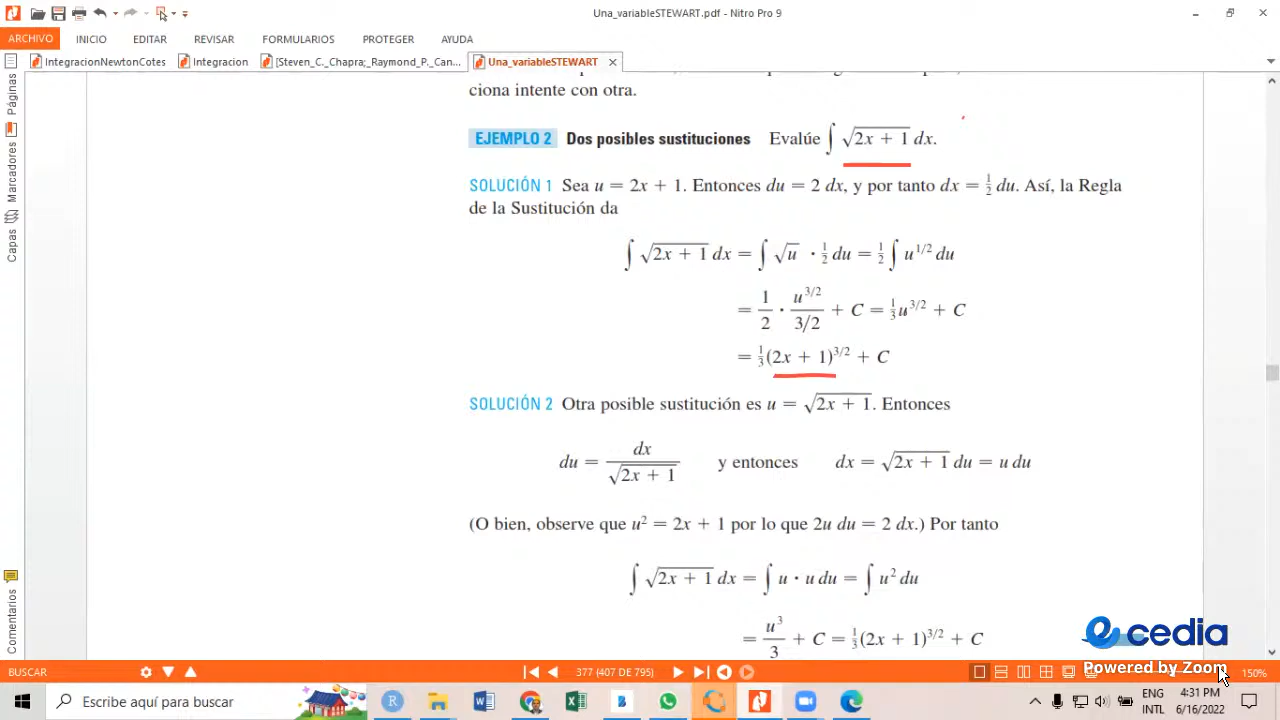 Una_variableSTEWART.pdf - Nitro Pro 9
ARCHIVO INICIO EDITAR REVISAR FORMULARIOS PROTEGER AYUDA
IntegracionNewtonCotes Integracion [Steven_C._Chapra;_Raymond_P._Can... Una_variableSTEWART
Páginas
Marcadores
Capas
Comentarios
ciona intente con otra.
EJEMPLO 2 Dos posibles sustituciones Evalúe ∫ √(2x + 1) dx.
SOLUCIÓN 1 Sea u = 2x + 1. Entonces du = 2 dx, y por tanto dx = 1/2 du. Así, la Regla
de la Sustitución da
∫ √(2x + 1) dx = ∫ √u · 1/2 du = 1/2 ∫ u^1/2 du
= 1/2 · u^3/2 / 3/2 + C = 1/3 u^3/2 + C
= 1/3 (2x + 1)^3/2 + C
SOLUCIÓN 2 Otra posible sustitución es u = √(2x + 1). Entonces
du = dx / √(2x + 1) y entonces dx = √(2x + 1) du = u du
(O bien, observe que u² = 2x + 1 por lo que 2u du = 2 dx.) Por tanto
∫ √(2x + 1) dx = ∫ u · u du = ∫ u² du
= u³/3 + C = 1/3 (2x + 1)^3/2 + C
cedia
Powered by Zoom
BUSCAR 377 (407 DE 795) 150%
Escribe aquí para buscar
ENG
INTL
4:31 PM
6/16/2022